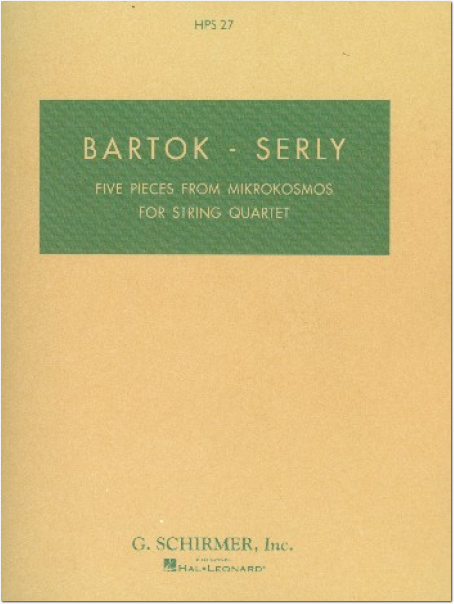 HPS 27
BARTOK - SERLY
FIVE PIECES FROM MIKROKOSMOS
FOR STRING QUARTET
G. SCHIRMER, Inc.
HAL•LEONARD®